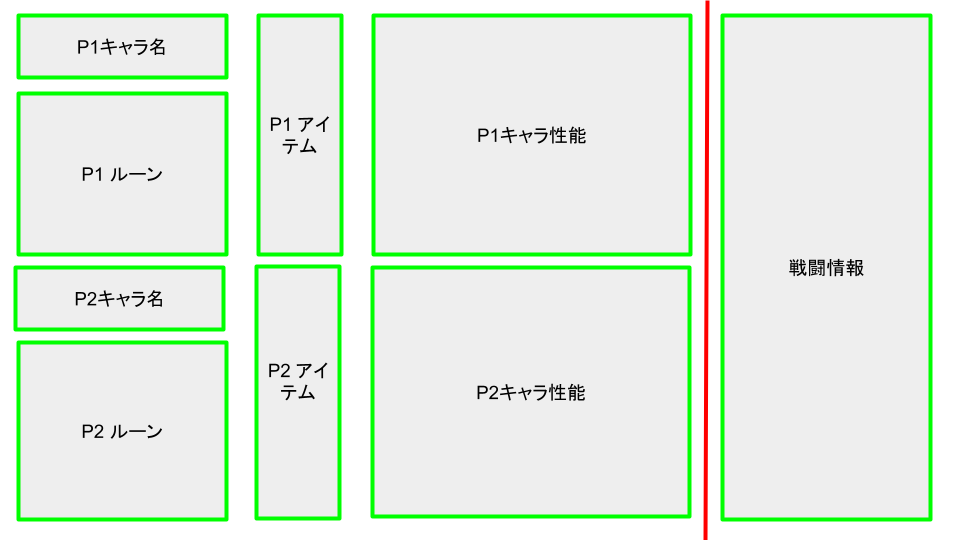 P1キャラ名
P1 ルーン
P1 アイ
テム
P1キャラ性能
P2キャラ名
P2 ルーン
P2 アイ
テム
P2キャラ性能
戦闘情報